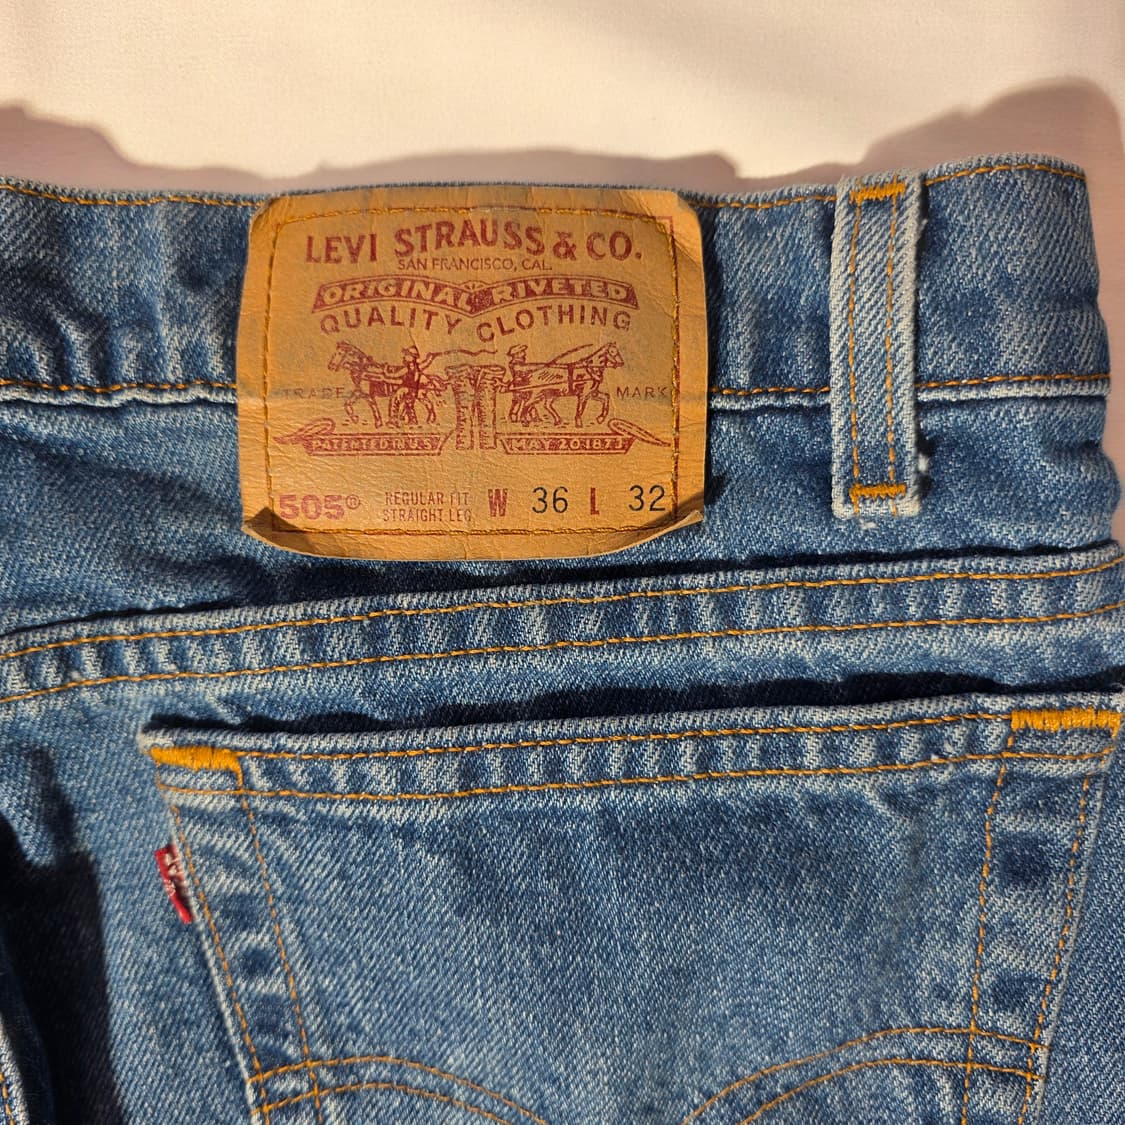 LEVI STRAUSS & CO.
SAN FRANCISCO, CAL.
ORIGINAL RIVETED
QUALITY CLOTHING
TRADE MARK
PATENTED IN U.S. MAY 20 1873
505® REGULAR FIT W 36 L 32
STRAIGHT LEG